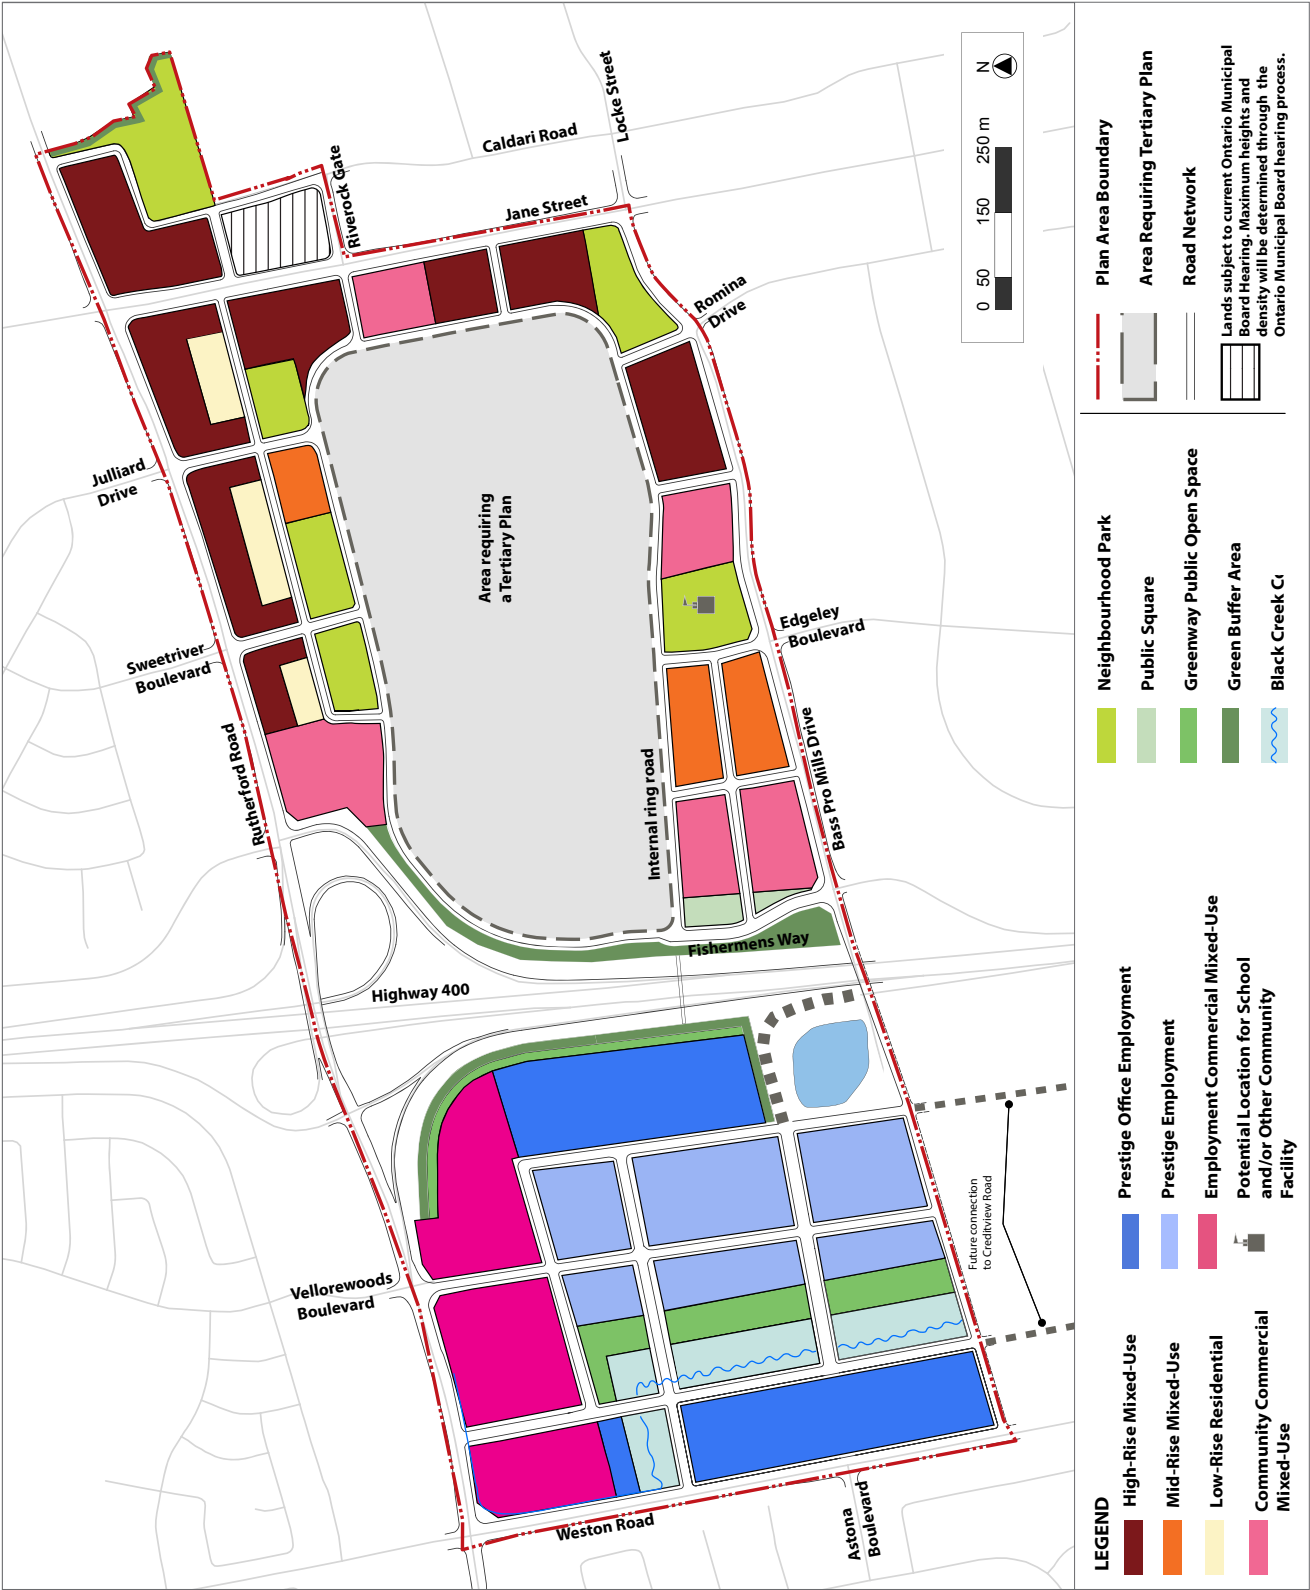 Locke Street
Caldari Road
Riverock Gate
Jane Street
Romina
Drive
Julliard
Drive
Area requiring
a Tertiary Plan
Sweetriver
Boulevard
Edgeley
Boulevard
Rutherford Road
Internal ring road
Bass Pro Mills Drive
Fishermens Way
Highway 400
Vellorewoods
Boulevard
Future connection
to Creditview Road
Weston Road
Astona
Boulevard
N
0 50 150 250 m
LEGEND
High-Rise Mixed-Use
Mid-Rise Mixed-Use
Low-Rise Residential
Community Commercial
Mixed-Use
Prestige Office Employment
Prestige Employment
Employment Commercial Mixed-Use
Potential Location for School
and/or Other Community
Facility
Neighbourhood Park
Public Square
Greenway Public Open Space
Green Buffer Area
Black Creek
Plan Area Boundary
Area Requiring Tertiary Plan
Road Network
Lands subject to current Ontario Municipal
Board Hearing. Maximum heights and
density will be determined through the
Ontario Municipal Board hearing process.